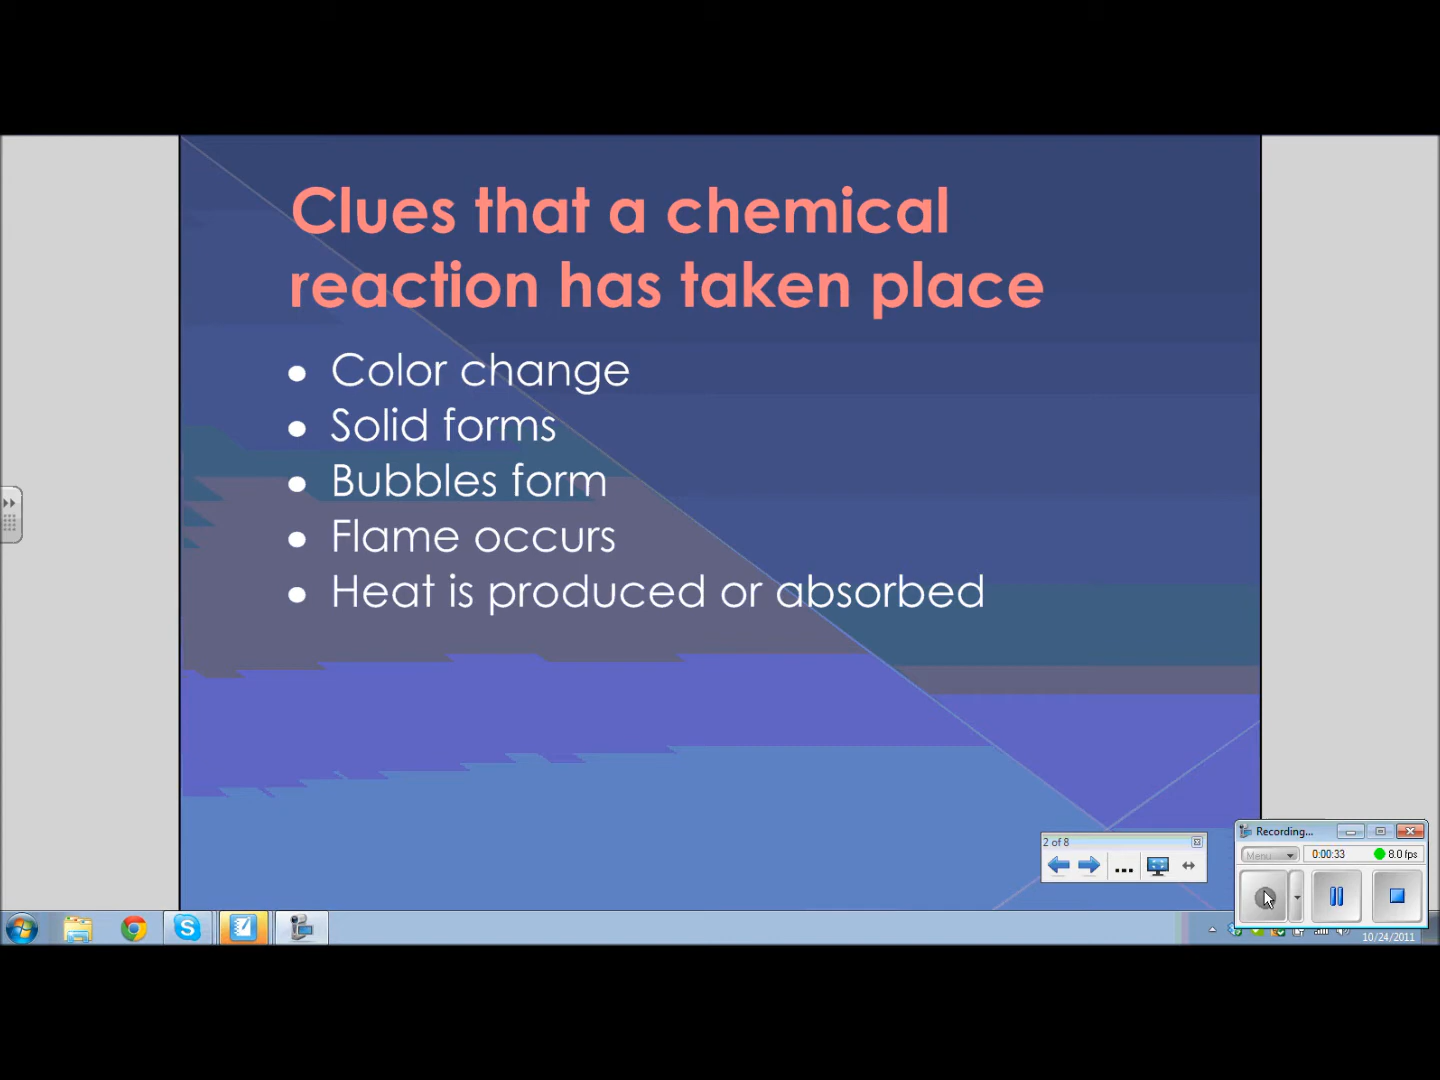 Clues that a chemical
reaction has taken place
Color change
Solid forms
Bubbles form
Flame occurs
Heat is produced or absorbed
2 of 8
Recording...
Menu
0:00:33
8.0 fps
10/24/2011